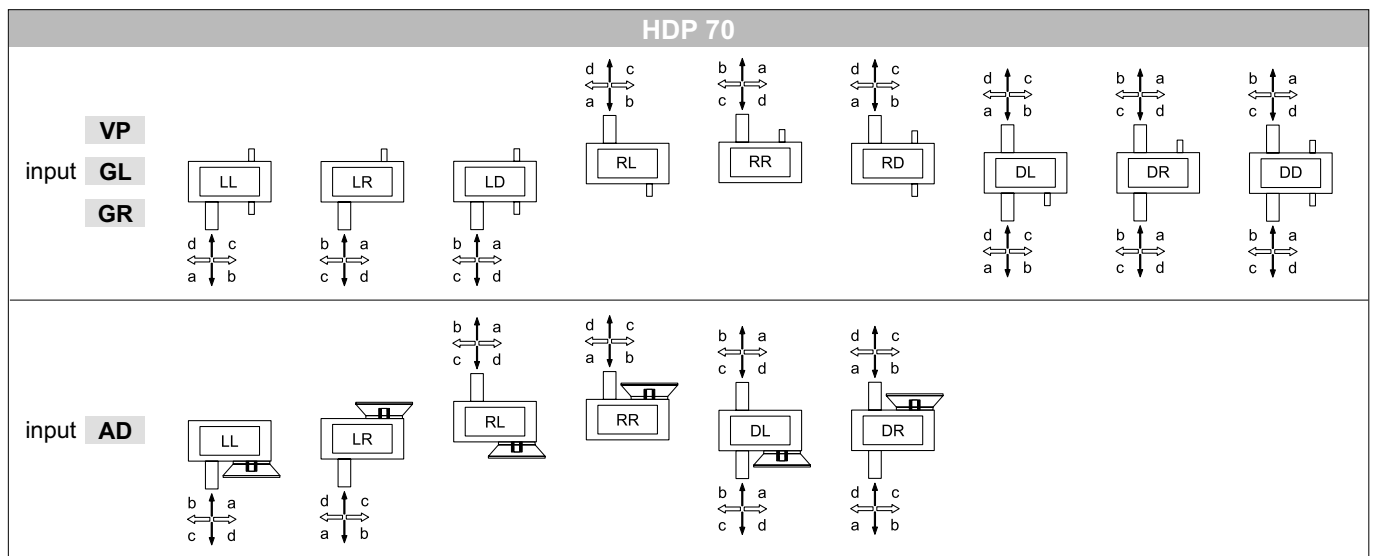 HDP 70
d c b a d c d c b a b a
a b c d a b a b c d c d
VP
input GL
GR
RL RR RD
LL LR LD DL DR DD
d c b a b a d c b a b a
a b c d c d a b c d c d
b a d c b a d c
c d a b c d a b
input AD
LL LR RL RR DL DR
b a d c b a d c
c d a b c d a b